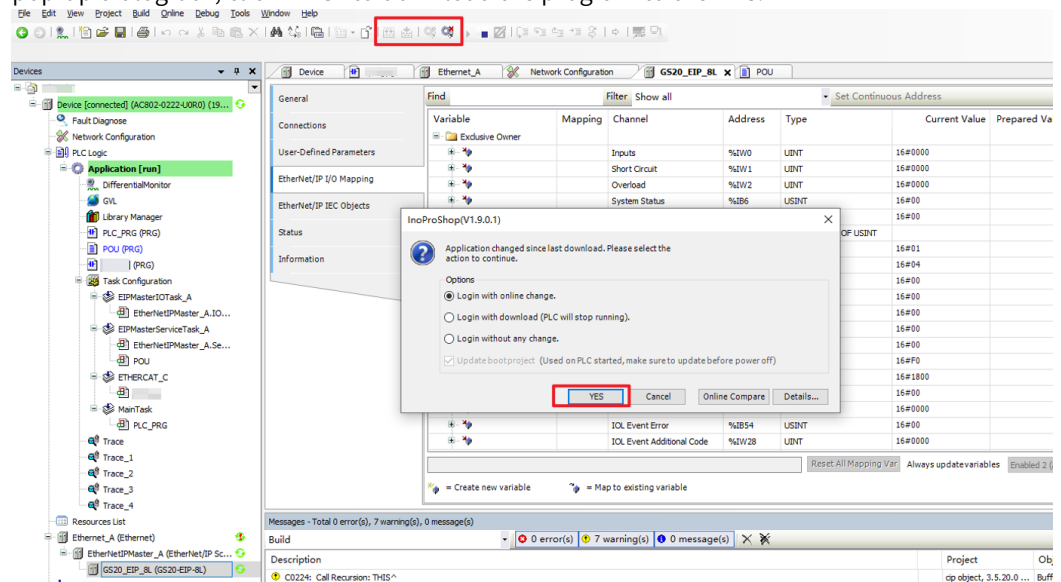 File Edit View Project Build Online Debug Tools Window Help
Devices
Device
Ethernet_A
Network Configuration
GS20_EIP_8L
POU
Device [connected] (AC802-0222-U0R0) (19...
Fault Diagnose
Network Configuration
PLC Logic
Application [run]
DifferentialMonitor
GVL
Library Manager
PLC_PRG (PRG)
POU (PRG)
(PRG)
Task Configuration
EIPMasterIOTask_A
EtherNetIPMaster_A.IO...
EIPMasterServiceTask_A
EtherNetIPMaster_A.Se...
POU
ETHERCAT_C
MainTask
PLC_PRG
Trace
Trace_1
Trace_2
Trace_3
Trace_4
Resources List
Ethernet_A (Ethernet)
EtherNetIPMaster_A (EtherNet/IP Sc...
GS20_EIP_8L (GS20-EIP-8L)
General
Connections
User-Defined Parameters
EtherNet/IP I/O Mapping
EtherNet/IP IEC Objects
Status
Information
Find Filter Show all Set Continuous Address
Variable Mapping Channel Address Type Current Value Prepared Va
Exclusive Owner
Inputs %IW0 UINT 16#0000
Short Circuit %IW1 UINT 16#0000
Overload %IW2 UINT 16#0000
System Status %IB6 USINT 16#00
16#00
OF USINT
16#01
16#04
16#00
16#00
16#00
16#00
16#00
16#F0
16#1800
16#00
16#0000
IOL Event Error %IB54 USINT 16#00
IOL Event Additional Code %IW28 UINT 16#0000
InoProShop(V1.9.0.1)
Application changed since last download. Please select the
action to continue.
Options
Login with online change.
Login with download (PLC will stop running).
Login without any change.
Update bootproject (Used on PLC started, make sure to update before power off)
YES Cancel Online Compare Details...
Reset All Mapping Var Always update variables Enabled 2 (
= Create new variable = Map to existing variable
Messages - Total 0 error(s), 7 warning(s), 0 message(s)
Build 0 error(s) 7 warning(s) 0 message(s)
Description Project Obj
C0224: Call Recursion: THIS^ cip object, 3.5.20.0 ... Buff